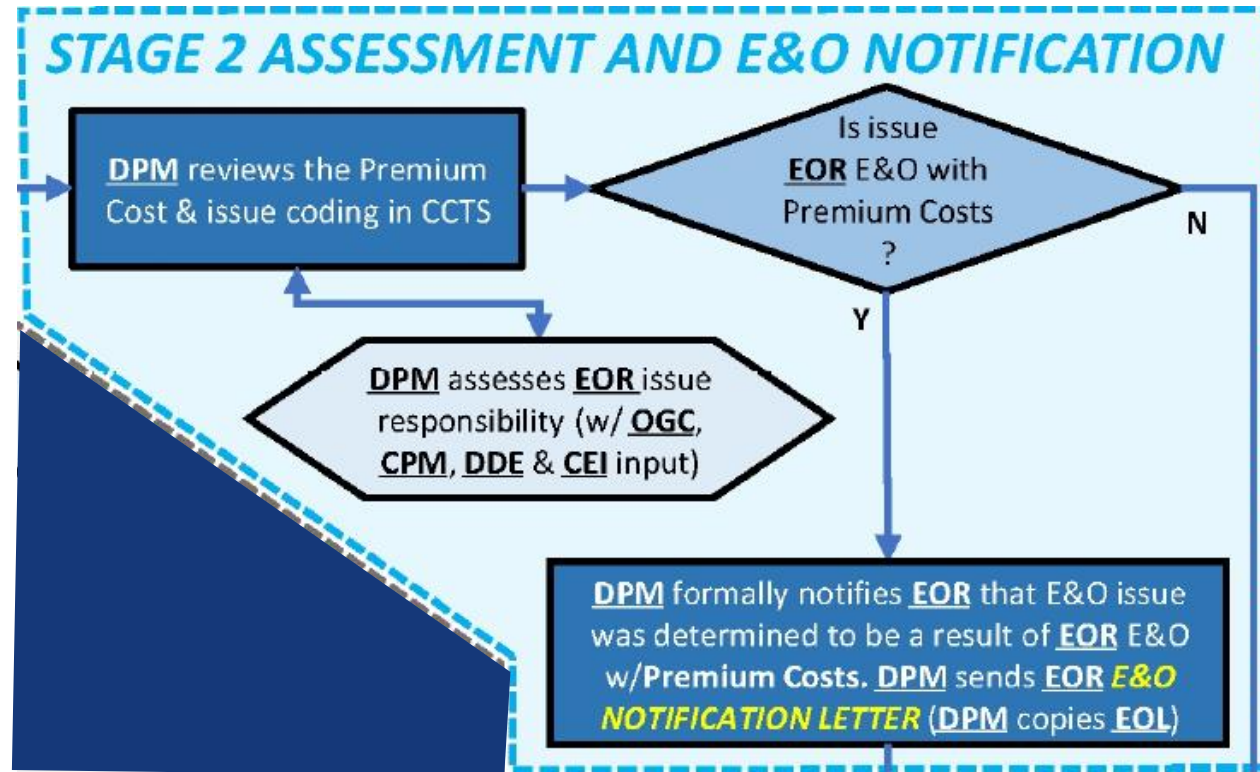 STAGE 2 ASSESSMENT AND E&O NOTIFICATION
DPM reviews the Premium
Cost & issue coding in CCTS
Is issue
EOR E&O with
Premium Costs
?
N
Y
DPM assesses EOR issue
responsibility (w/ OGC,
CPM, DDE & CEI input)
DPM formally notifies EOR that E&O issue
was determined to be a result of EOR E&O
w/Premium Costs. DPM sends EOR E&O
NOTIFICATION LETTER (DPM copies EOL)